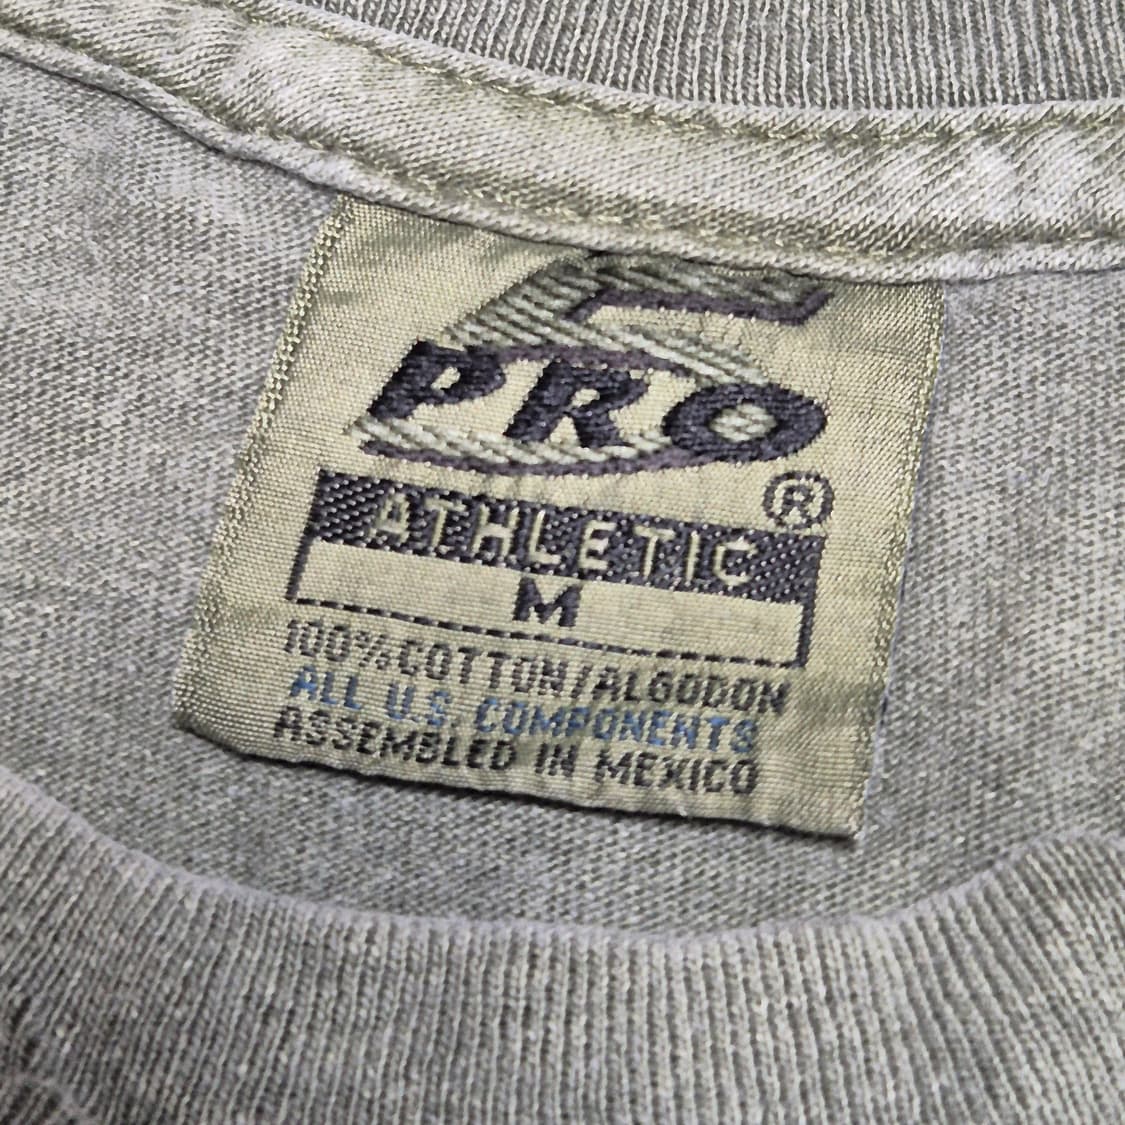 PRO
®
ATHLETIC
M
100%COTTON/ALGODON
ALL U.S. COMPONENTS
ASSEMBLED IN MEXICO